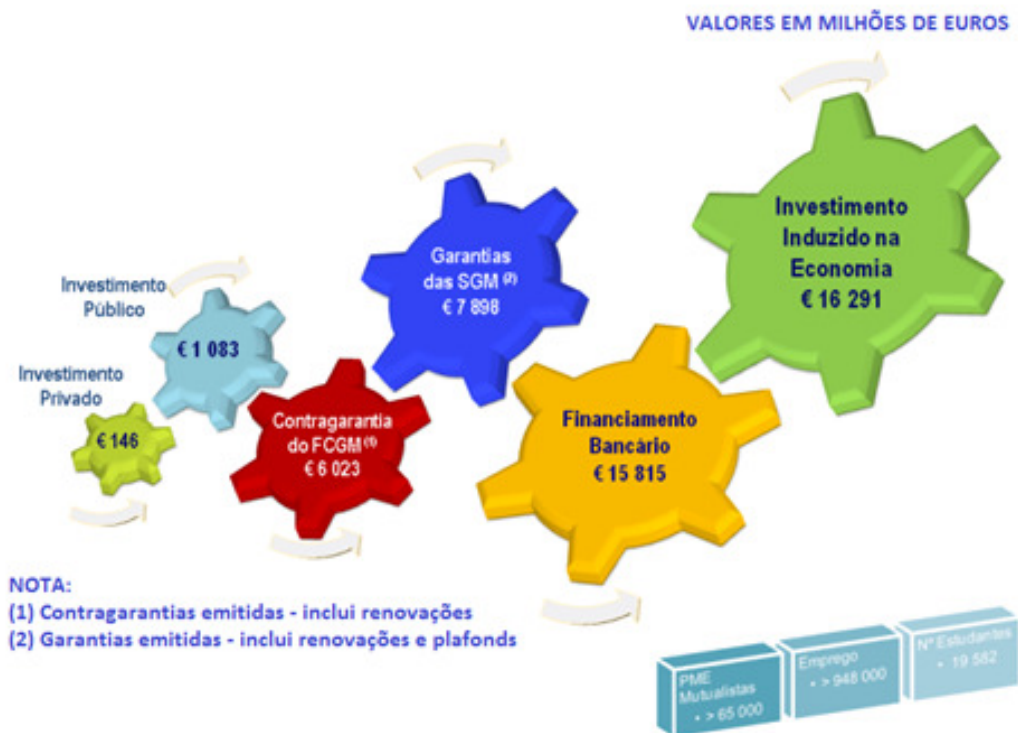 VALORES EM MILHÕES DE EUROS
Investimento
Induzido na
Economia
€ 16 291
Garantias
das SGM (2)
€ 7 898
Investimento
Público
€ 1 083
Investimento
Privado
€ 146
Contragarantia
do FCGM (1)
€ 6 023
Financiamento
Bancário
€ 15 815
NOTA:
(1) Contragarantias emitidas - inclui renovações
(2) Garantias emitidas - inclui renovações e plafonds
PME
Mutualistas
• > 65 000
Emprego
• > 948 000
Nº Estudantes
• 19 582